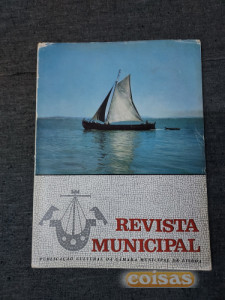 REVISTA
MUNICIPAL
PUBLICAÇÃO CULTURAL DA CÂMARA MUNICIPAL DE LISBOA
coisas